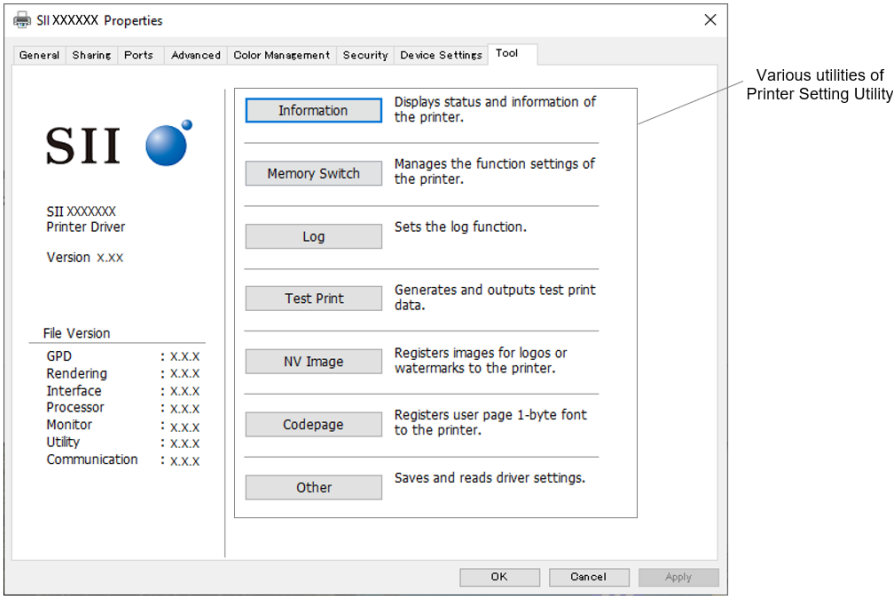 SII XXXXXX Properties
General Sharing Ports Advanced Color Management Security Device Settings Tool
SII
SII XXXXXXX
Printer Driver
Version X.XX
File Version
GPD : X.X.X
Rendering : X.X.X
Interface : X.X.X
Processor : X.X.X
Monitor : X.X.X
Utility : X.X.X
Communication : X.X.X
Information
Displays status and information of
the printer.
Memory Switch
Manages the function settings of
the printer.
Log
Sets the log function.
Test Print
Generates and outputs test print
data.
NV Image
Registers images for logos or
watermarks to the printer.
Codepage
Registers user page 1-byte font
to the printer.
Other
Saves and reads driver settings.
OK Cancel Apply
Various utilities of
Printer Setting Utility